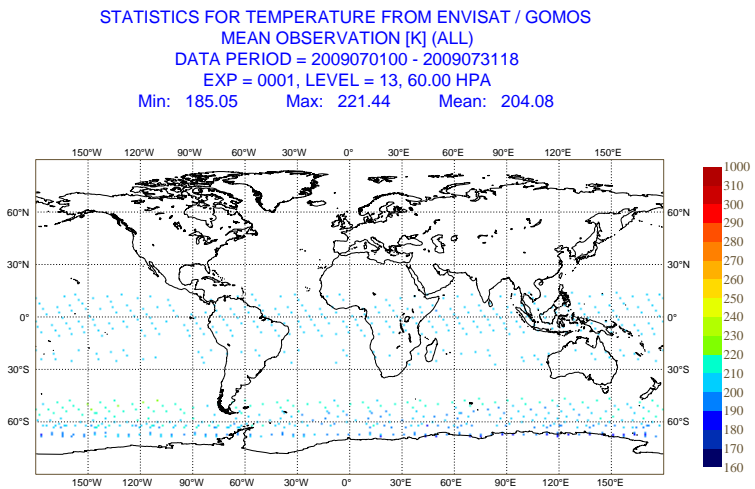 STATISTICS FOR TEMPERATURE FROM ENVISAT / GOMOS
MEAN OBSERVATION [K] (ALL)
DATA PERIOD = 2009070100 - 2009073118
EXP = 0001, LEVEL = 13, 60.00 HPA
Min: 185.05 Max: 221.44 Mean: 204.08
150°W 120°W 90°W 60°W 30°W 0° 30°E 60°E 90°E 120°E 150°E
60°N 60°N
30°N 30°N
0° 0°
30°S 30°S
60°S 60°S
150°W 120°W 90°W 60°W 30°W 0° 30°E 60°E 90°E 120°E 150°E
1000
310
300
290
280
270
260
250
240
230
220
210
200
190
180
170
160